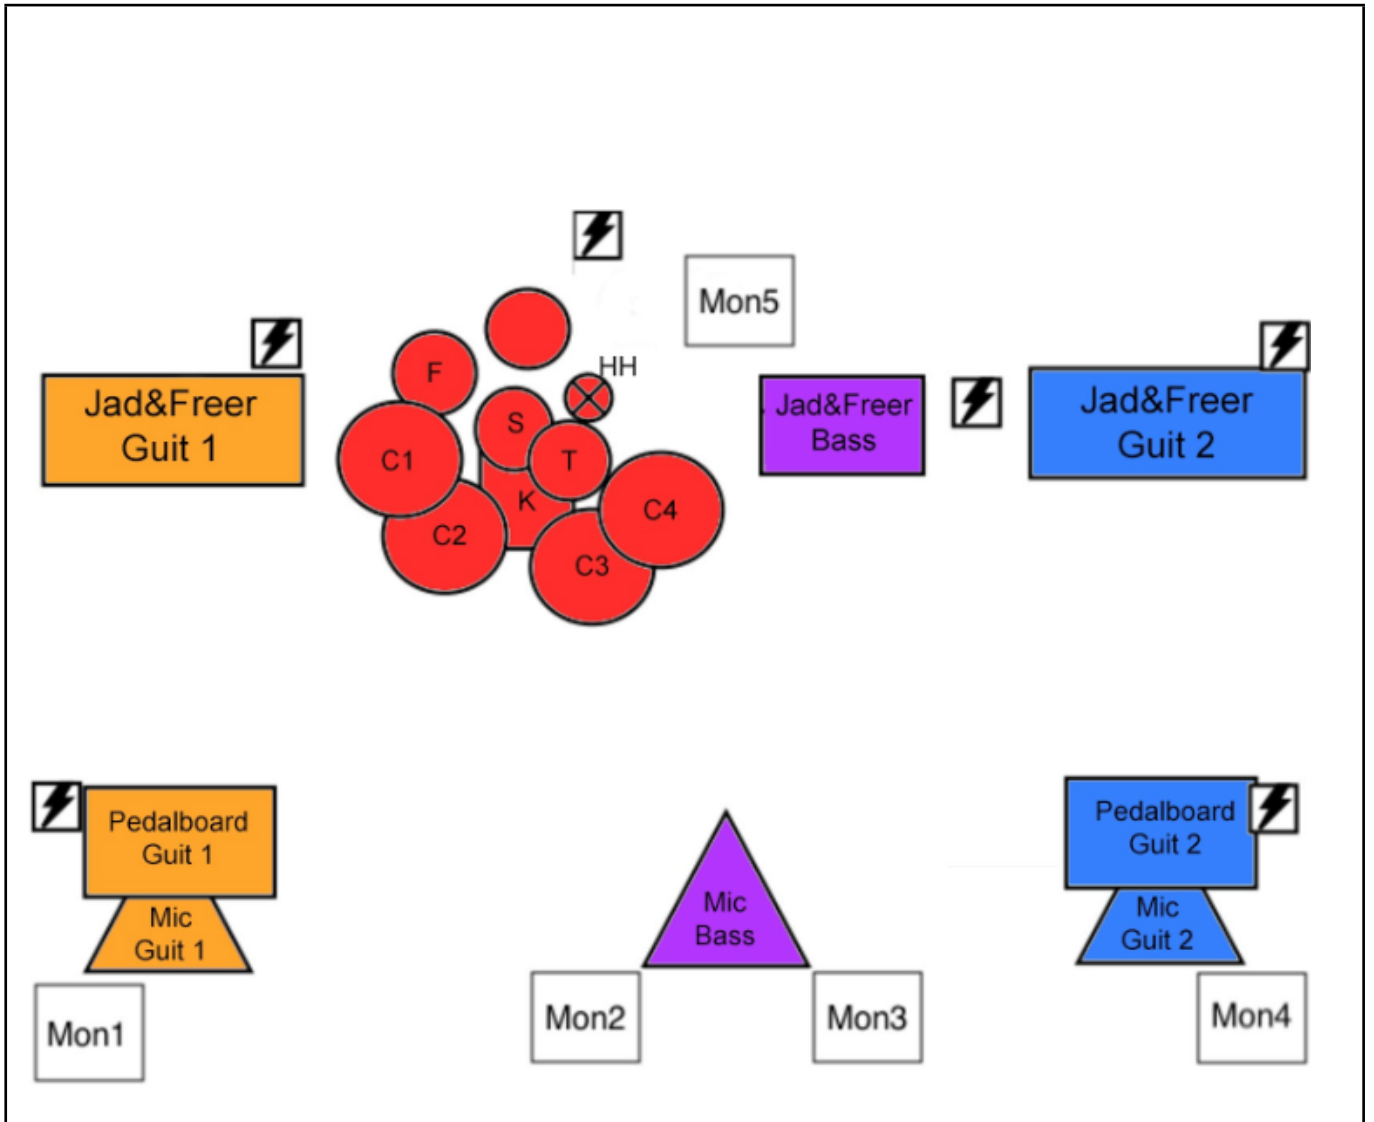 Mon5
HH
F
Jad&Freer
Guit 1
S
C1
T
K
C2
C3
C4
Jad&Freer
Bass
Jad&Freer
Guit 2
Pedalboard
Guit 1
Mic
Guit 1
Mon1
Mic
Bass
Mon2
Mon3
Pedalboard
Guit 2
Mic
Guit 2
Mon4